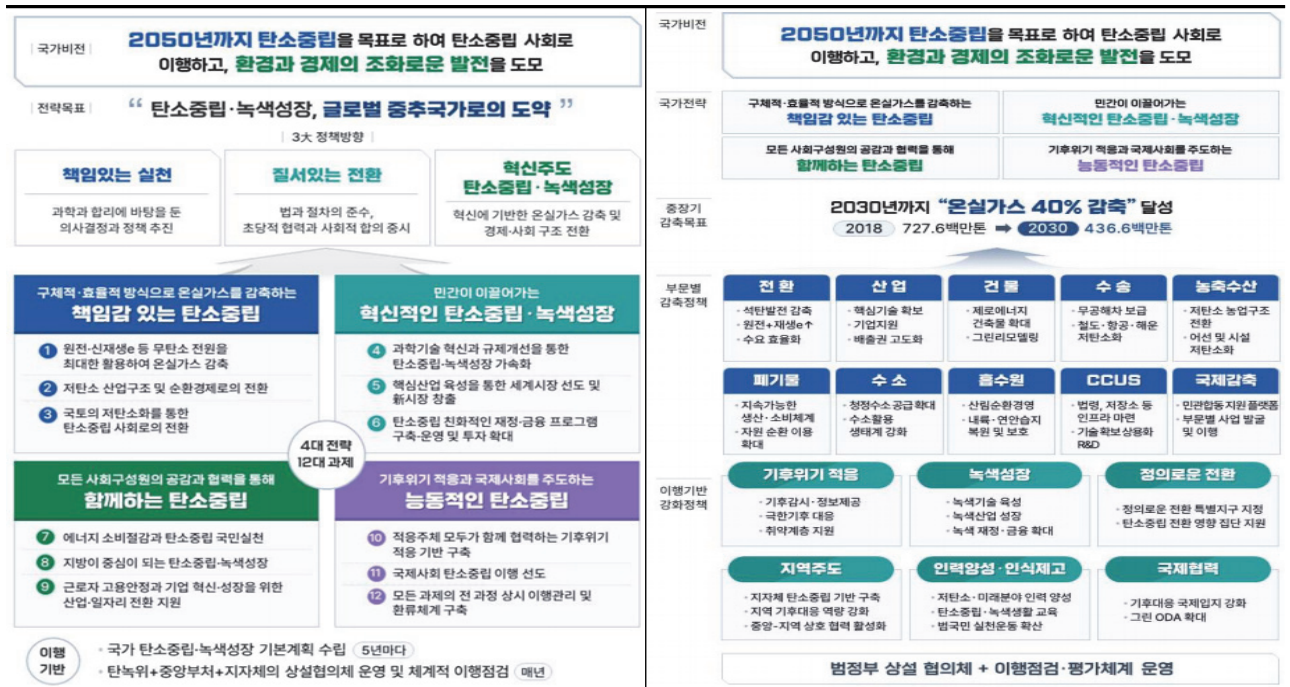 국가비전
2050년까지 탄소중립을 목표로 하여 탄소중립 사회로
이행하고, 환경과 경제의 조화로운 발전을 도모
전략목표
“ 탄소중립·녹색성장, 글로벌 중추국가로의 도약 ”
3大 정책방향
책임있는 실천
과학과 합리에 바탕을 둔
의사결정과 정책 추진
질서있는 전환
법과 절차의 준수,
초당적 협력과 사회적 합의 중시
혁신주도
탄소중립·녹색성장
혁신에 기반한 온실가스 감축 및
경제·사회 구조 전환
구체적·효율적 방식으로 온실가스를 감축하는
책임감 있는 탄소중립
1 원전·신재생e 등 무탄소 전원을
최대한 활용하여 온실가스 감축
2 저탄소 산업구조 및 순환경제로의 전환
3 국토의 저탄소화를 통한
탄소중립 사회로의 전환
민간이 이끌어가는
혁신적인 탄소중립·녹색성장
4 과학기술 혁신과 규제개선을 통한
탄소중립·녹색성장 가속화
5 핵심산업 육성을 통한 세계시장 선도 및
新시장 창출
6 탄소중립 친화적인 재정·금융 프로그램
구축·운영 및 투자 확대
4대 전략
12대 과제
모든 사회구성원의 공감과 협력을 통해
함께하는 탄소중립
7 에너지 소비절감과 탄소중립 국민실천
8 지방이 중심이 되는 탄소중립·녹색성장
9 근로자 고용안정과 기업 혁신·성장을 위한
산업·일자리 전환 지원
기후위기 적응과 국제사회를 주도하는
능동적인 탄소중립
10 적응주체 모두가 함께 협력하는 기후위기
적응 기반 구축
11 국제사회 탄소중립 이행 선도
12 모든 과제의 전 과정 상시 이행관리 및
환류체계 구축
이행
기반
· 국가 탄소중립·녹색성장 기본계획 수립 5년마다
· 탄녹위+중앙부처+지자체의 상설협의체 운영 및 체계적 이행점검 매년
국가비전
2050년까지 탄소중립을 목표로 하여 탄소중립 사회로
이행하고, 환경과 경제의 조화로운 발전을 도모
국가전략
구체적·효율적 방식으로 온실가스를 감축하는
책임감 있는 탄소중립
민간이 이끌어가는
혁신적인 탄소중립·녹색성장
모든 사회구성원의 공감과 협력을 통해
함께하는 탄소중립
기후위기 적응과 국제사회를 주도하는
능동적인 탄소중립
중장기
감축목표
2030년까지 “온실가스 40% 감축” 달성
2018 727.6백만톤 ➡ 2030 436.6백만톤
부문별
감축정책
전환
· 석탄발전 감축
· 원전+재생e↑
· 수요 효율화
산업
· 핵심기술 확보
· 기업지원
· 배출권 고도화
건물
· 제로에너지
건축물 확대
· 그린리모델링
수송
· 무공해차 보급
· 철도·항공·해운
저탄소화
농축수산
· 저탄소 농업구조
전환
· 어선 및 시설
저탄소화
폐기물
· 지속가능한
생산·소비체계
· 자원 순환 이용
확대
수소
· 청정수소 공급 확대
· 수소활용
생태계 강화
흡수원
· 산림순환경영
· 내륙·연안습지
복원 및 보호
CCUS
· 법령, 저장소 등
인프라 마련
· 기술확보상용화
R&D
국제감축
· 민관합동 지원 플랫폼
· 부문별 사업 발굴
및 이행
이행기반
강화정책
기후위기 적응
· 기후감시·정보제공
· 극한기후 대응
· 취약계층 지원
녹색성장
· 녹색기술 육성
· 녹색산업 성장
· 녹색 재정·금융 확대
정의로운 전환
· 정의로운 전환 특별지구 지정
· 탄소중립 전환 영향 집단 지원
지역주도
· 지자체 탄소중립 기반 구축
· 지역 기후대응 역량 강화
· 중앙-지역 상호 협력 활성화
인력양성·인식제고
· 저탄소·미래분야 인력 양성
· 탄소중립·녹색생활 교육
· 범국민 실천운동 확산
국제협력
· 기후대응 국제입지 강화
· 그린 ODA 확대
범정부 상설 협의체 + 이행점검·평가체계 운영